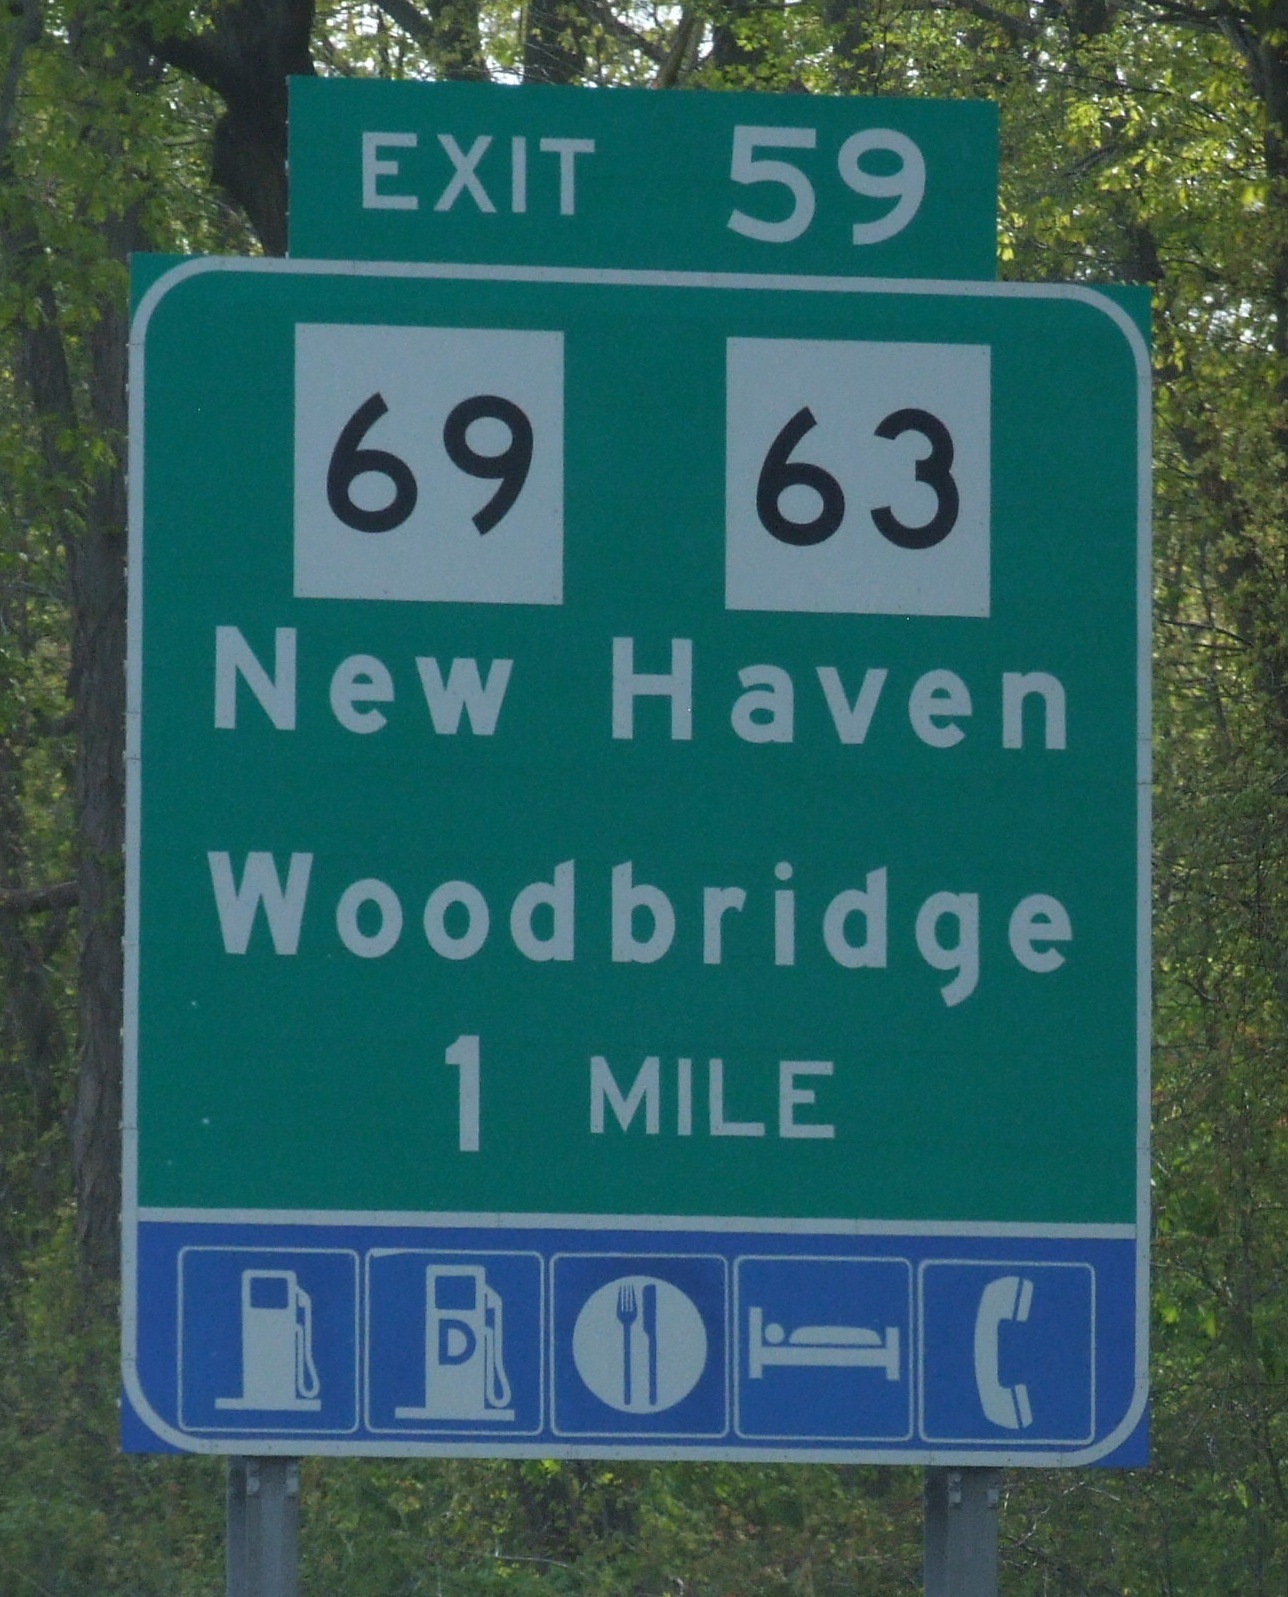 EXIT 59
69 63
New Haven
Woodbridge
1 MILE
D